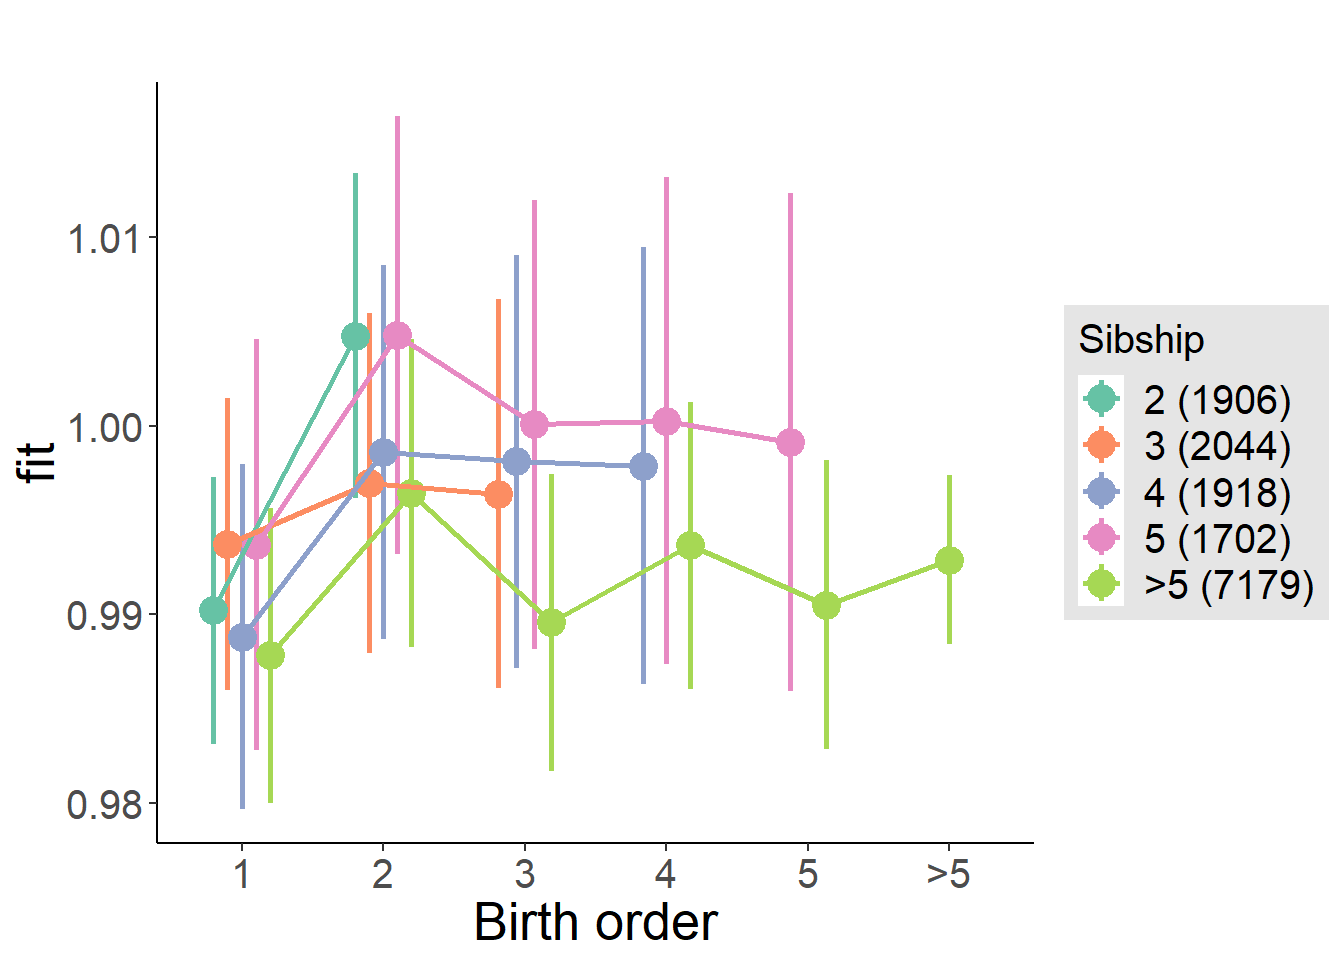 1.01
1.00
0.99
0.98
fit
1 2 3 4 5 >5
Birth order
Sibship
2 (1906)
3 (2044)
4 (1918)
5 (1702)
>5 (7179)